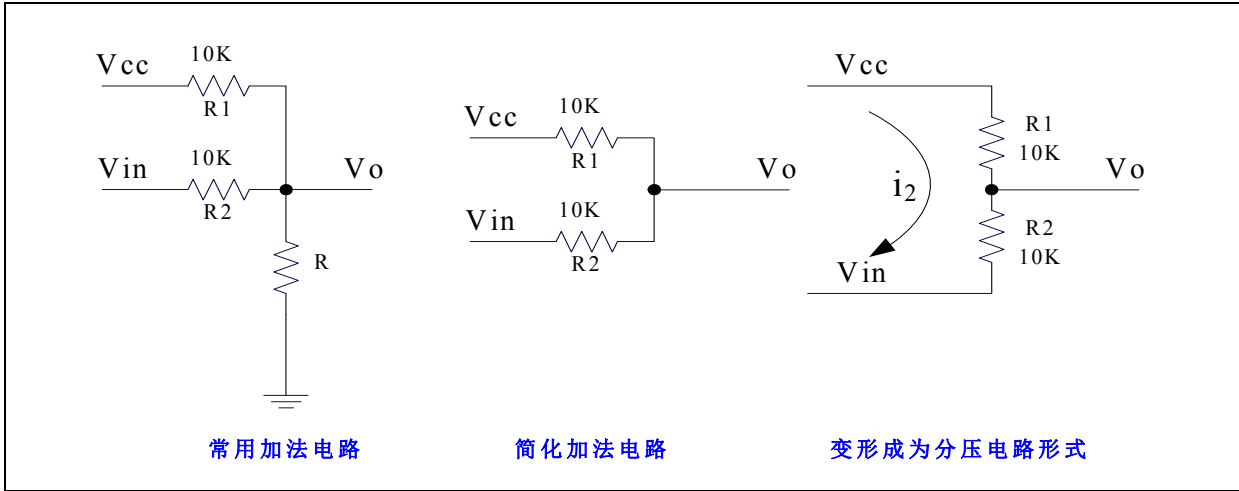 10K
Vcc
R1
10K
Vin
Vo
R2
R
常用加法电路
10K
Vcc
R1
Vo
10K
Vin
R2
简化加法电路
Vcc
R1
10K
Vo
i₂
R2
10K
Vin
变形成为分压电路形式